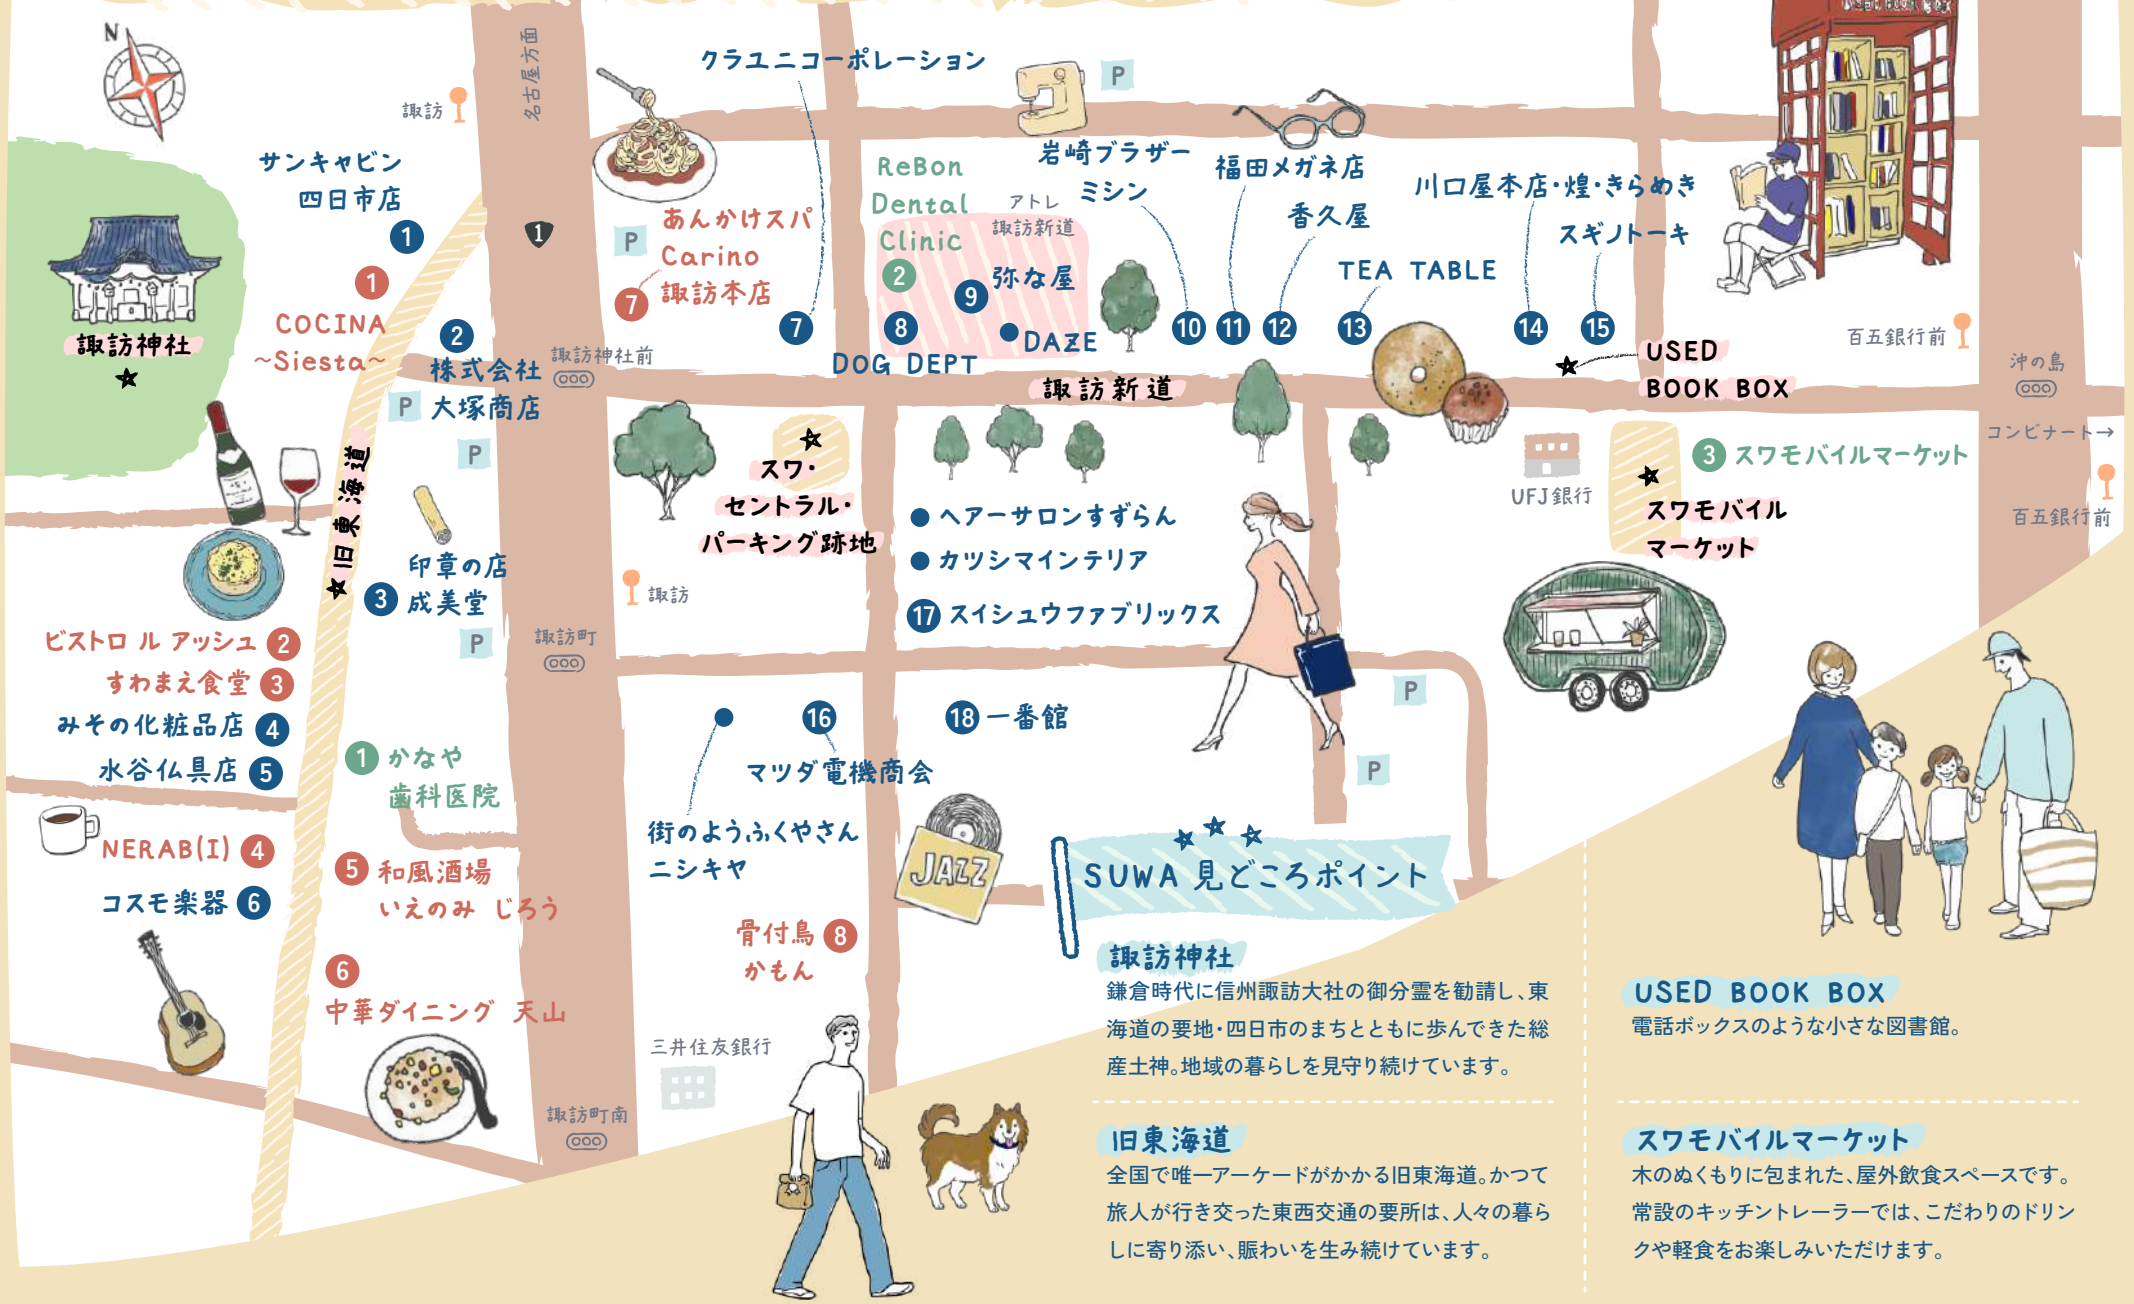 N
名古屋方面
諏訪
サンキャビン
四日市店
1
1
COCINA
～Siesta～
諏訪神社
2
株式会社
大塚商店
P
P
旧東海道
印章の店
3 成美堂
P
ビストロ ル アッシュ 2
すわまえ食堂 3
みその化粧品店 4
水谷仏具店 5
NERAB(I) 4
コスモ楽器 6
1 かなや
歯科医院
5 和風酒場
いえのみ じろう
6
中華ダイニング 天山
1
諏訪神社前
諏訪町
諏訪町南
クラユニコーポレーション
7
P
あんかけスパ
Carino
7 諏訪本店
ReBon
Dental
Clinic
2
アトレ
諏訪新道
9 弥な屋
8
DOG DEPT
DAZE
P
岩崎ブラザー
ミシン
10
福田メガネ店
11
香久屋
12
TEA TABLE
13
川口屋本店・煌・きらめき
14
スギノトーキ
15
USED BOOK BOX
USED
BOOK BOX
諏訪新道
百五銀行前
沖の島
コンビナート→
百五銀行前
スワ・
セントラル・
パーキング跡地
諏訪
ヘアーサロンすずらん
カツシマインテリア
17 スイシュウファブリックス
UFJ銀行
3 スワモバイルマーケット
スワモバイル
マーケット
16
マツダ電機商会
18 一番館
街のようふくやさん
ニシキヤ
JAZZ
P
P
骨付鳥 8
かもん
三井住友銀行
SUWA 見どころポイント
諏訪神社
鎌倉時代に信州諏訪大社の御分霊を勧請し、東
海道の要地・四日市のまちとともに歩んできた総
産土神。地域の暮らしを見守り続けています。
旧東海道
全国で唯一アーケードがかかる旧東海道。かつて
旅人が行き交った東西交通の要所は、人々の暮ら
しに寄り添い、賑わいを生み続けています。
USED BOOK BOX
電話ボックスのような小さな図書館。
スワモバイルマーケット
木のぬくもりに包まれた、屋外飲食スペースです。
常設のキッチントレーラーでは、こだわりのドリン
クや軽食をお楽しみいただけます。